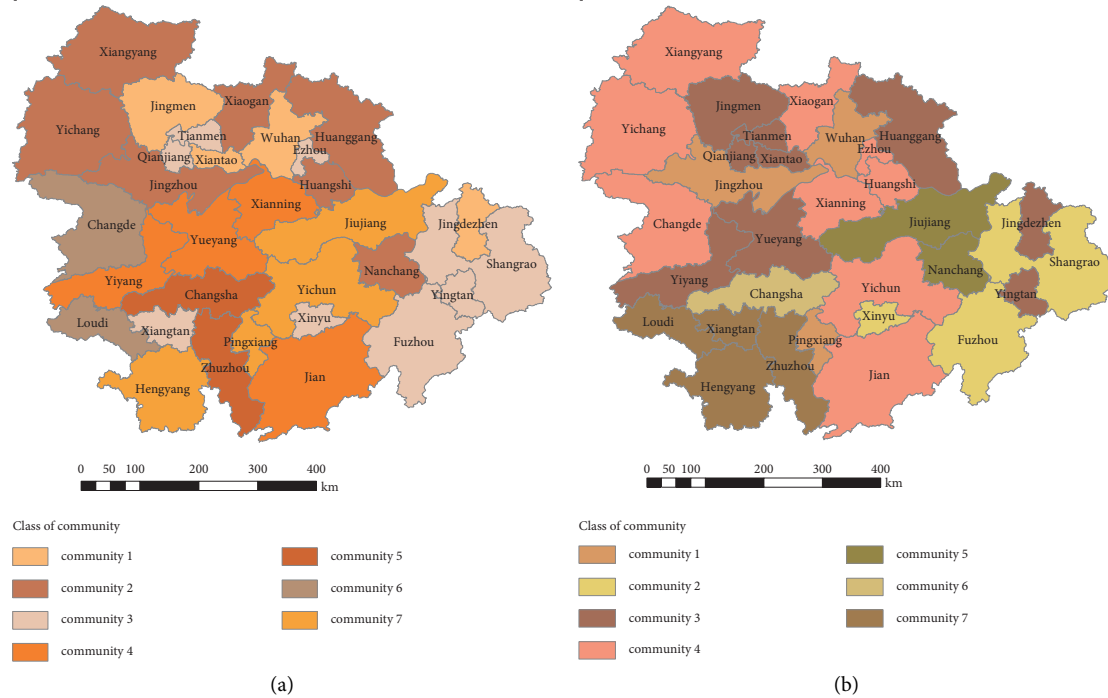 Xiangyang
Jingmen
Xiaogan
Yichang
Tianmen
Wuhan
Huanggang
Ezhou
Qianjiang
Xiantao
Jingzhou
Huangshi
Xianning
Changde
Jiujiang
Jingdezhen
Yueyang
Shangrao
Nanchang
Yiyang
Changsha
Yichun
Yingtan
Loudi
Xiangtan
Xinyu
Pingxiang
Fuzhou
Zhuzhou
Jian
Hengyang
0 50 100 200 300 400
km
Class of community
community 1
community 2
community 3
community 4
community 5
community 6
community 7
(a)
Xiangyang
Jingmen
Xiaogan
Yichang
Tianmen
Wuhan
Huanggang
Ezhou
Qianjiang
Xiantao
Jingzhou
Huangshi
Xianning
Changde
Jiujiang
Jingdezhen
Yueyang
Shangrao
Nanchang
Yiyang
Changsha
Yichun
Yingtan
Loudi
Xiangtan
Xinyu
Pingxiang
Fuzhou
Zhuzhou
Jian
Hengyang
0 50 100 200 300 400
km
Class of community
community 1
community 2
community 3
community 4
community 5
community 6
community 7
(b)